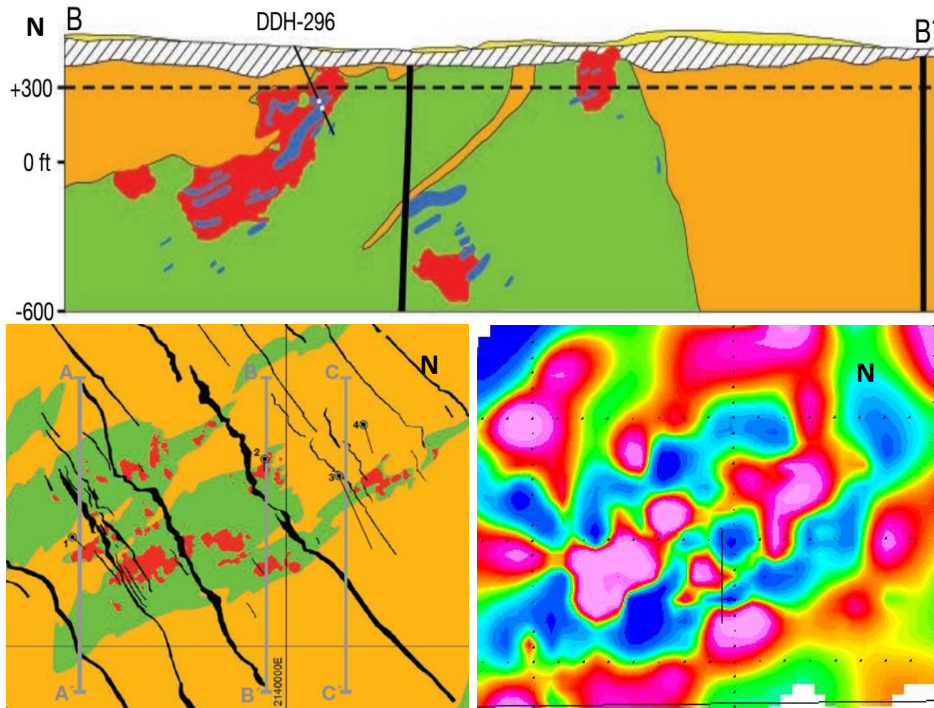 N B DDH-296 B´
+300
0 ft
-600
N N
A B C
4
2
3
1
2140000E
A´ B´ C´